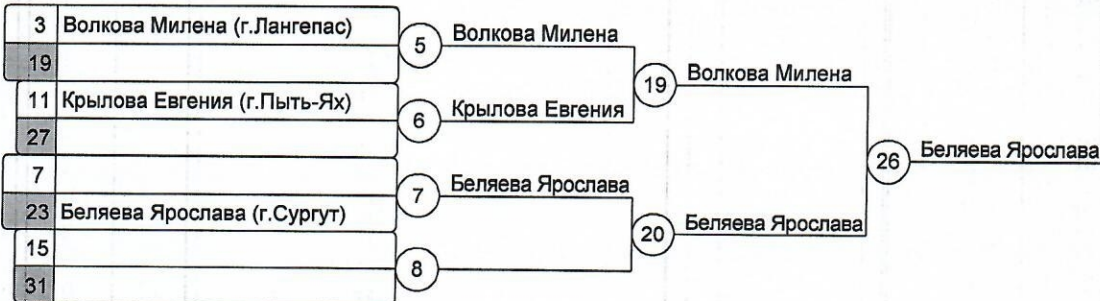 3 Волкова Милена (г.Лангепас)
19
5 Волкова Милена
11 Крылова Евгения (г.Пыть-Ях)
27
6 Крылова Евгения
19 Волкова Милена
7
23 Беляева Ярослава (г.Сургут)
7 Беляева Ярослава
15
31
8
20 Беляева Ярослава
26 Беляева Ярослава